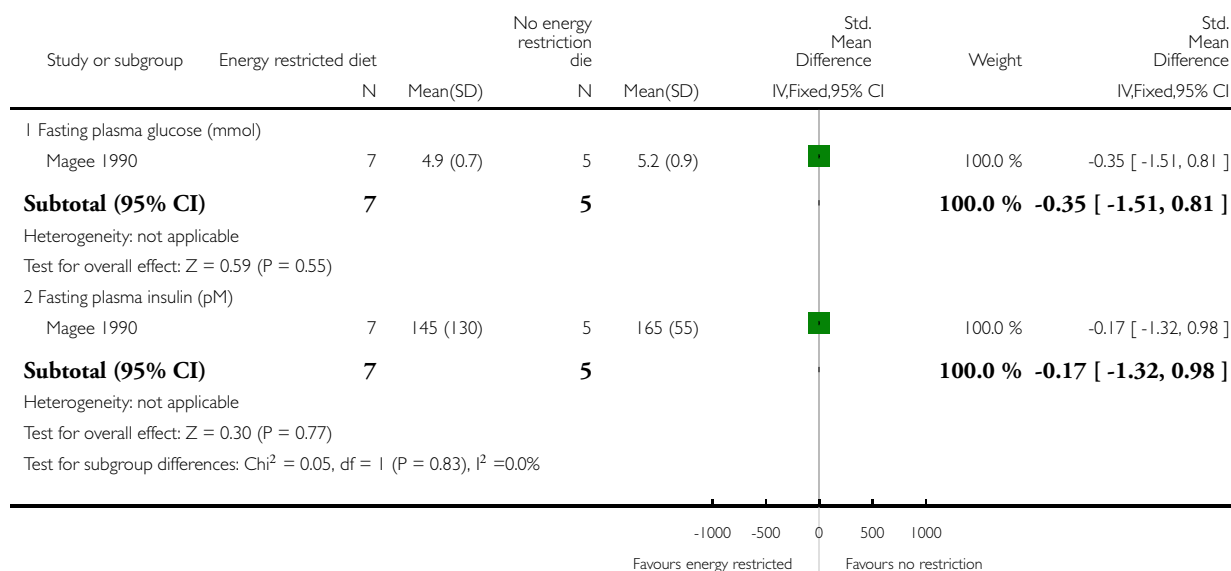 Study or subgroup Energy restricted diet No energy restriction die Std. Mean Difference Weight Std. Mean Difference
N Mean(SD) N Mean(SD) IV,Fixed,95% CI IV,Fixed,95% CI
1 Fasting plasma glucose (mmol)
Magee 1990 7 4.9 (0.7) 5 5.2 (0.9) 100.0 % -0.35 [ -1.51, 0.81 ]
Subtotal (95% CI) 7 5 100.0 % -0.35 [ -1.51, 0.81 ]
Heterogeneity: not applicable
Test for overall effect: Z = 0.59 (P = 0.55)
2 Fasting plasma insulin (pM)
Magee 1990 7 145 (130) 5 165 (55) 100.0 % -0.17 [ -1.32, 0.98 ]
Subtotal (95% CI) 7 5 100.0 % -0.17 [ -1.32, 0.98 ]
Heterogeneity: not applicable
Test for overall effect: Z = 0.30 (P = 0.77)
Test for subgroup differences: Chi² = 0.05, df = 1 (P = 0.83), I² =0.0%
-1000 -500 0 500 1000
Favours energy restricted Favours no restriction